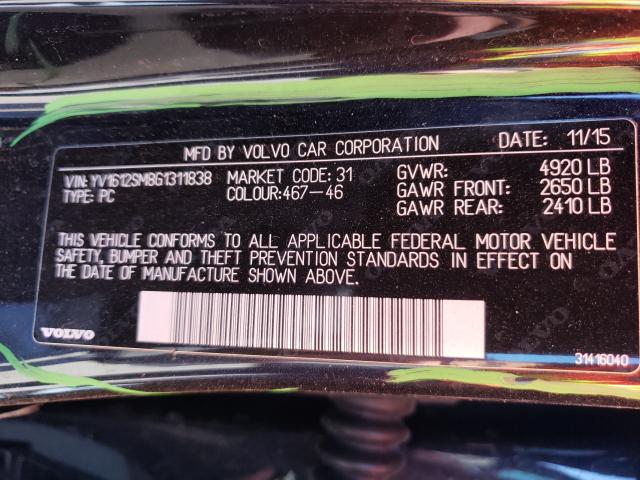 MFD BY VOLVO CAR CORPORATION DATE: 11/15
VIN: YV1612SM8G1311838 MARKET CODE: 31 GVWR: 4920 LB
TYPE: PC COLOUR:467-46 GAWR FRONT: 2650 LB
GAWR REAR: 2410 LB
THIS VEHICLE CONFORMS TO ALL APPLICABLE FEDERAL MOTOR VEHICLE
SAFETY, BUMPER AND THEFT PREVENTION STANDARDS IN EFFECT ON
THE DATE OF MANUFACTURE SHOWN ABOVE.
VOLVO
31416040